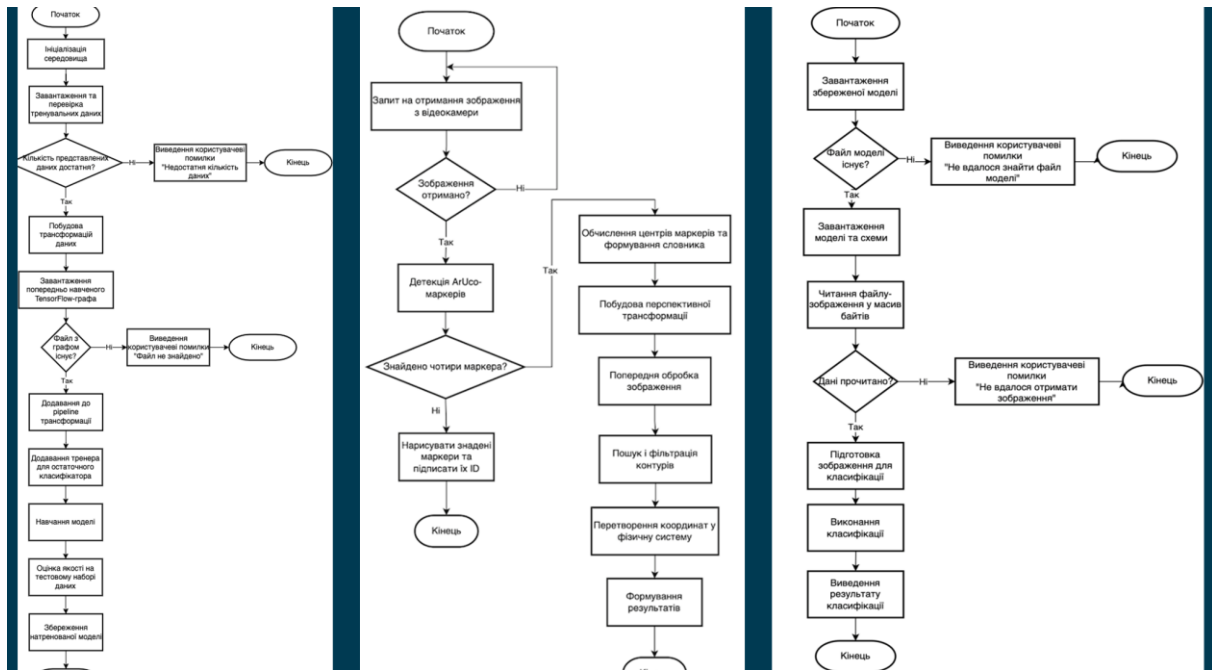 Початок
Ініціалізація
середовища
Завантаження та
перевірка
тренувальних даних
Кількість представлених
даних достатня?
Ні
Виведення користувачеві
помилки
"Недостатня кількість
даних"
Кінець
Так
Побудова
трансформацій
даних
Завантаження
попередньо навченого
TensorFlow-графа
Файл з
графом
існує?
Ні
Виведення
користувачеві помилки
"Файл не знайдено"
Кінець
Так
Додавання до
pipeline
трансформації
Додавання тренера
для остаточного
класифікатора
Навчання моделі
Оцінка якості на
тестовому наборі
даних
Збереження
натренованої моделі
Початок
Запит на отримання зображення
з відеокамери
Зображення
отримано?
Ні
Так
Детекція ArUco-
маркерів
Знайдено чотири маркера?
Так
Ні
Нарисувати знадені
маркери та
підписати їх ID
Кінець
Обчислення центрів маркерів та
формування словника
Побудова перспективної
трансформації
Попередня обробка
зображення
Пошук і фільтрація
контурів
Перетворення координат у
фізичну систему
Формування
результатів
Початок
Завантаження
збереженої моделі
Файл моделі
існує?
Ні
Виведення користувачеві
помилки
"Не вдалося знайти файл
моделі"
Кінець
Так
Завантаження
моделі та схеми
Читання файлу-
зображення у масив
байтів
Дані прочитано?
Ні
Виведення користувачеві
помилки
"Не вдалося отримати
зображення"
Кінець
Так
Підготовка
зображення для
класифікації
Виконання
класифікації
Виведення
результату
класифікації
Кінець